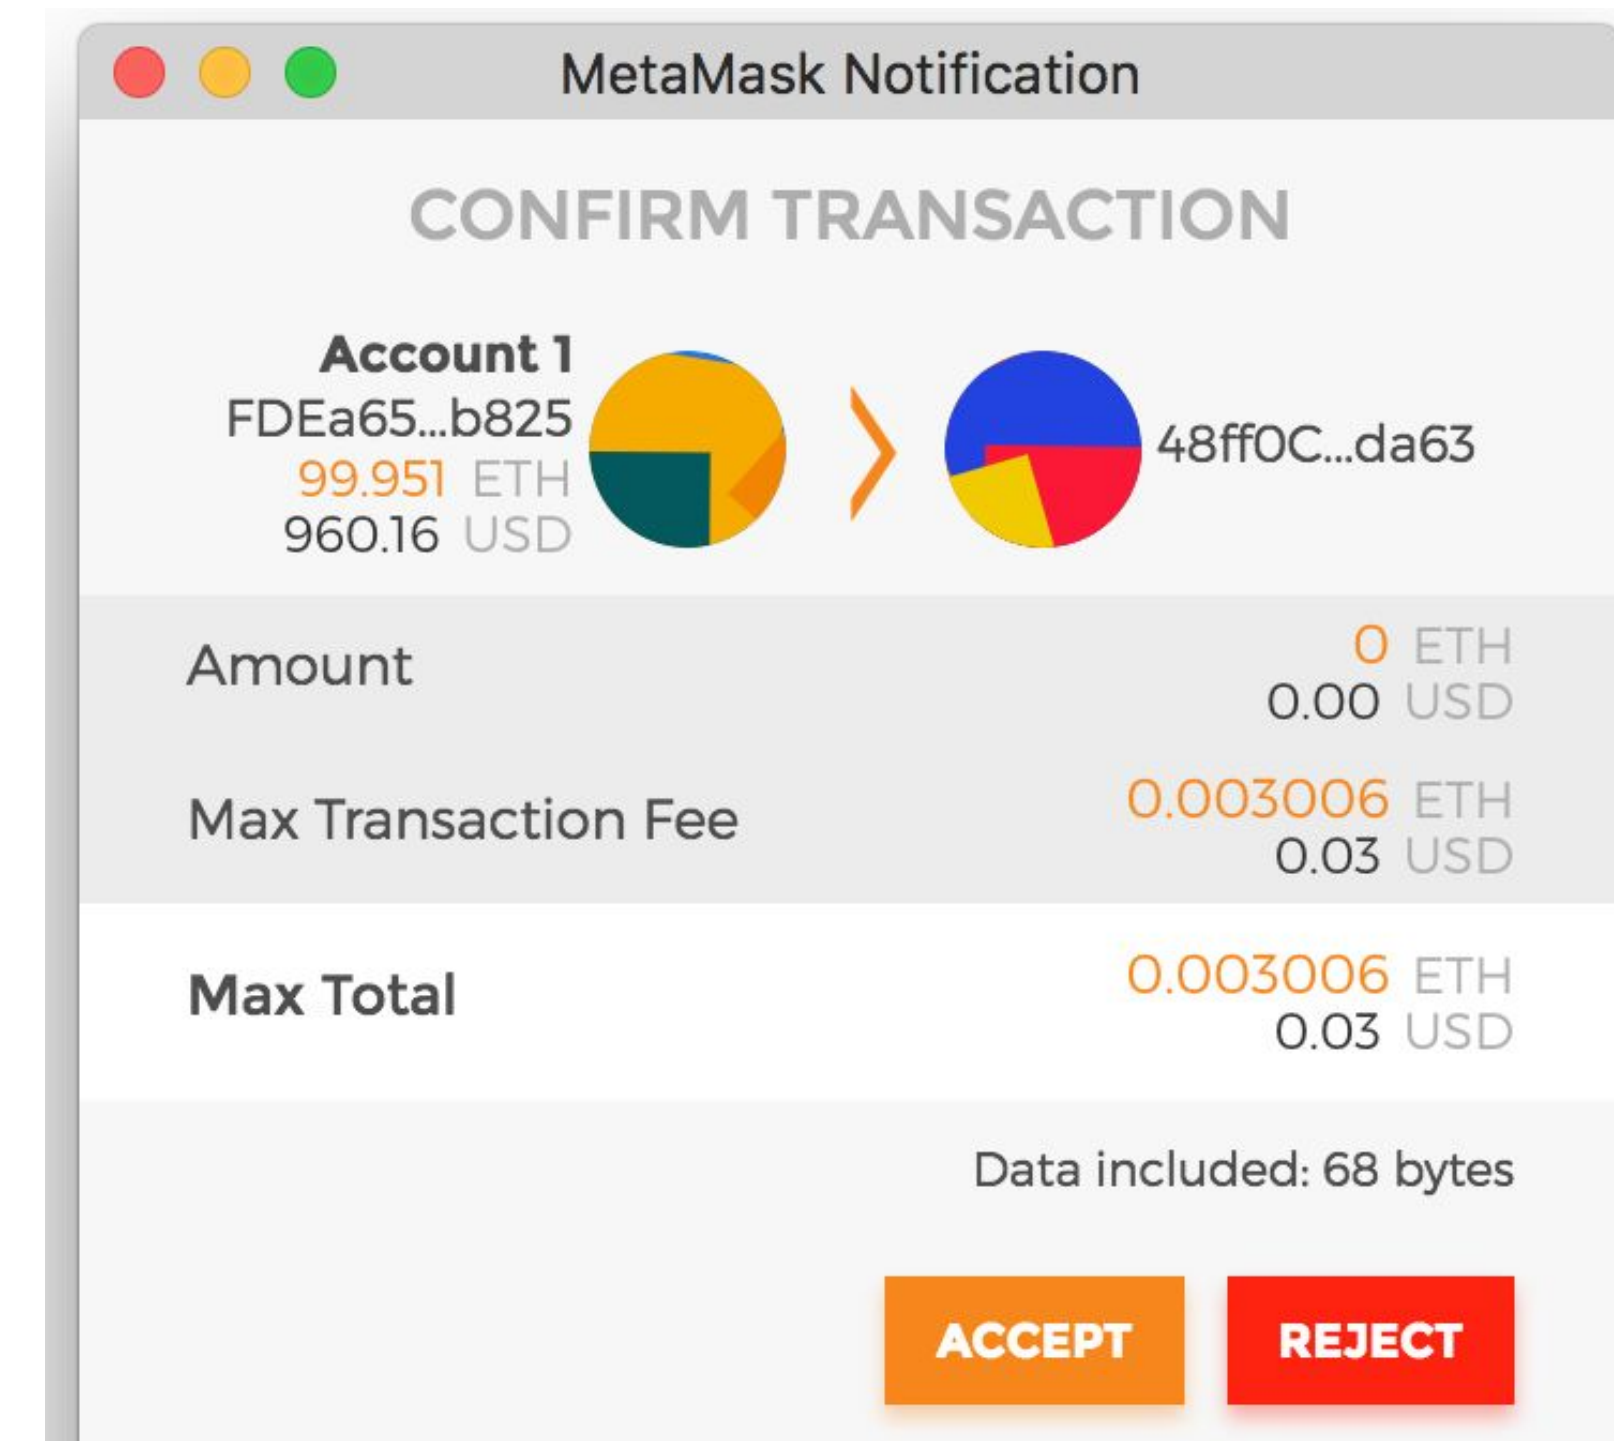 MetaMask Notification
CONFIRM TRANSACTION
Account 1
FDEa65...b825
99.951 ETH
960.16 USD
48ff0C...da63
Amount
0 ETH
0.00 USD
Max Transaction Fee
0.003006 ETH
0.03 USD
Max Total
0.003006 ETH
0.03 USD
Data included: 68 bytes
ACCEPT REJECT